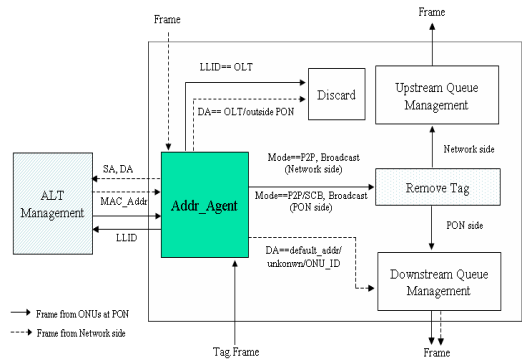 Frame
Frame
LLID== OLT
DA== OLT/outside PON
Discard
Upstream Queue
Management
Network side
Mode==P2P, Broadcast
(Network side)
SA, DA
ALT
Management
MAC_Addr
Addr_Agent
Mode==P2P/SCB, Broadcast
(PON side)
Remove Tag
LLID
PON side
DA==default_addr/
unkonwn/ONU_ID
Downstream Queue
Management
Frame from ONUs at PON
Frame from Network side
Tag Frame
Frame